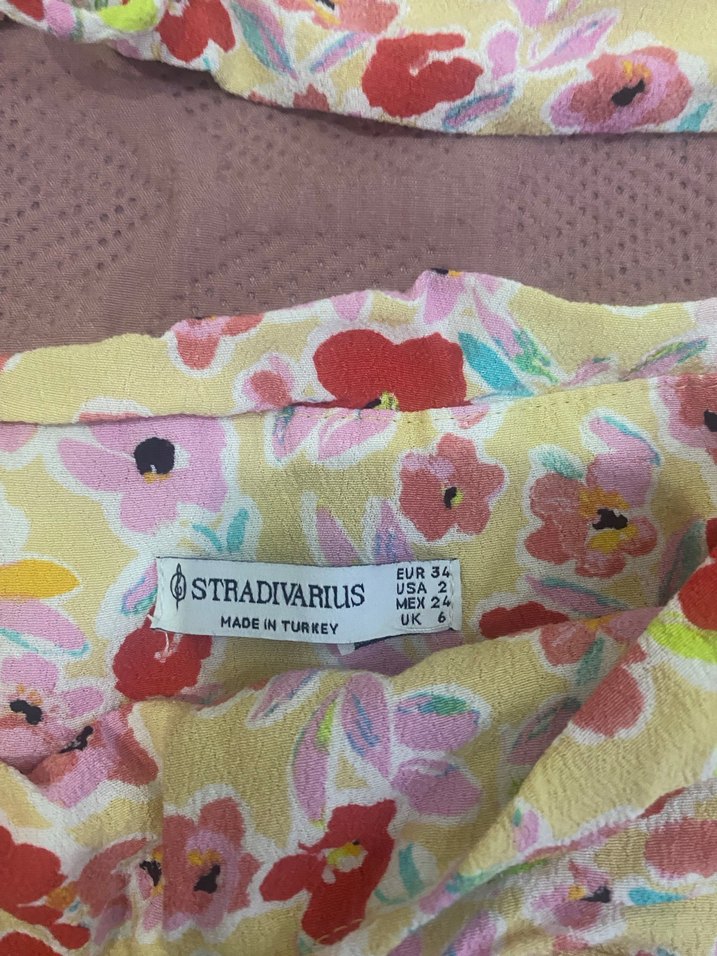 STRADIVARIUS
MADE IN TURKEY
EUR 34
USA 2
MEX 24
UK 6